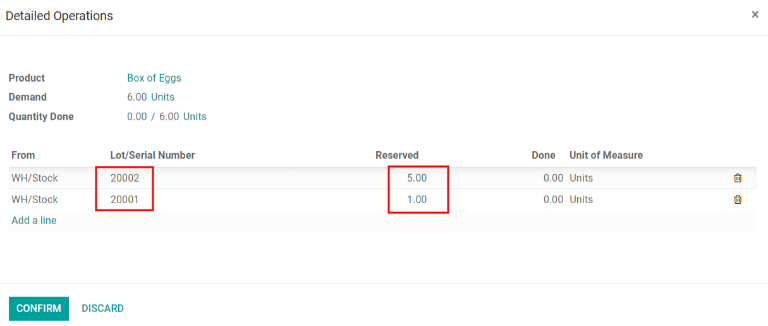 Detailed Operations ×
Product Box of Eggs
Demand 6.00 Units
Quantity Done 0.00 / 6.00 Units
From Lot/Serial Number Reserved Done Unit of Measure
WH/Stock 20002 5.00 0.00 Units
WH/Stock 20001 1.00 0.00 Units
Add a line
CONFIRM DISCARD